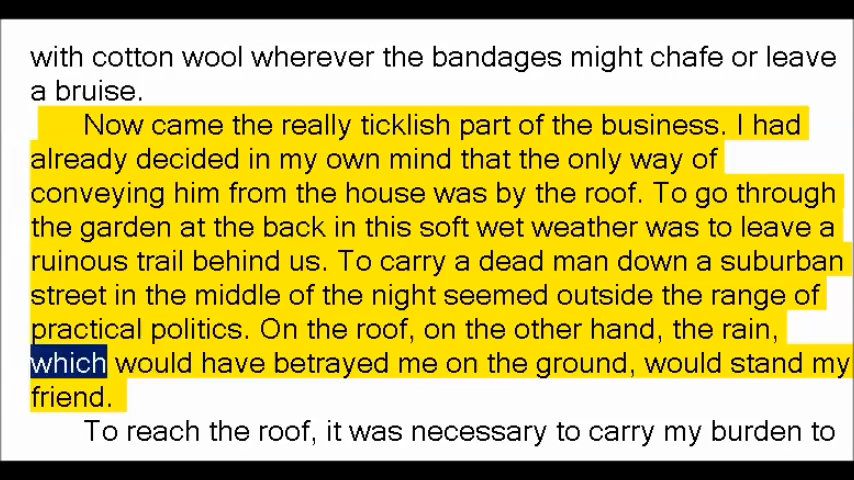 with cotton wool wherever the bandages might chafe or leave
a bruise.
Now came the really ticklish part of the business. I had
already decided in my own mind that the only way of
conveying him from the house was by the roof. To go through
the garden at the back in this soft wet weather was to leave a
ruinous trail behind us. To carry a dead man down a suburban
street in the middle of the night seemed outside the range of
practical politics. On the roof, on the other hand, the rain,
which would have betrayed me on the ground, would stand my
friend.
To reach the roof, it was necessary to carry my burden to